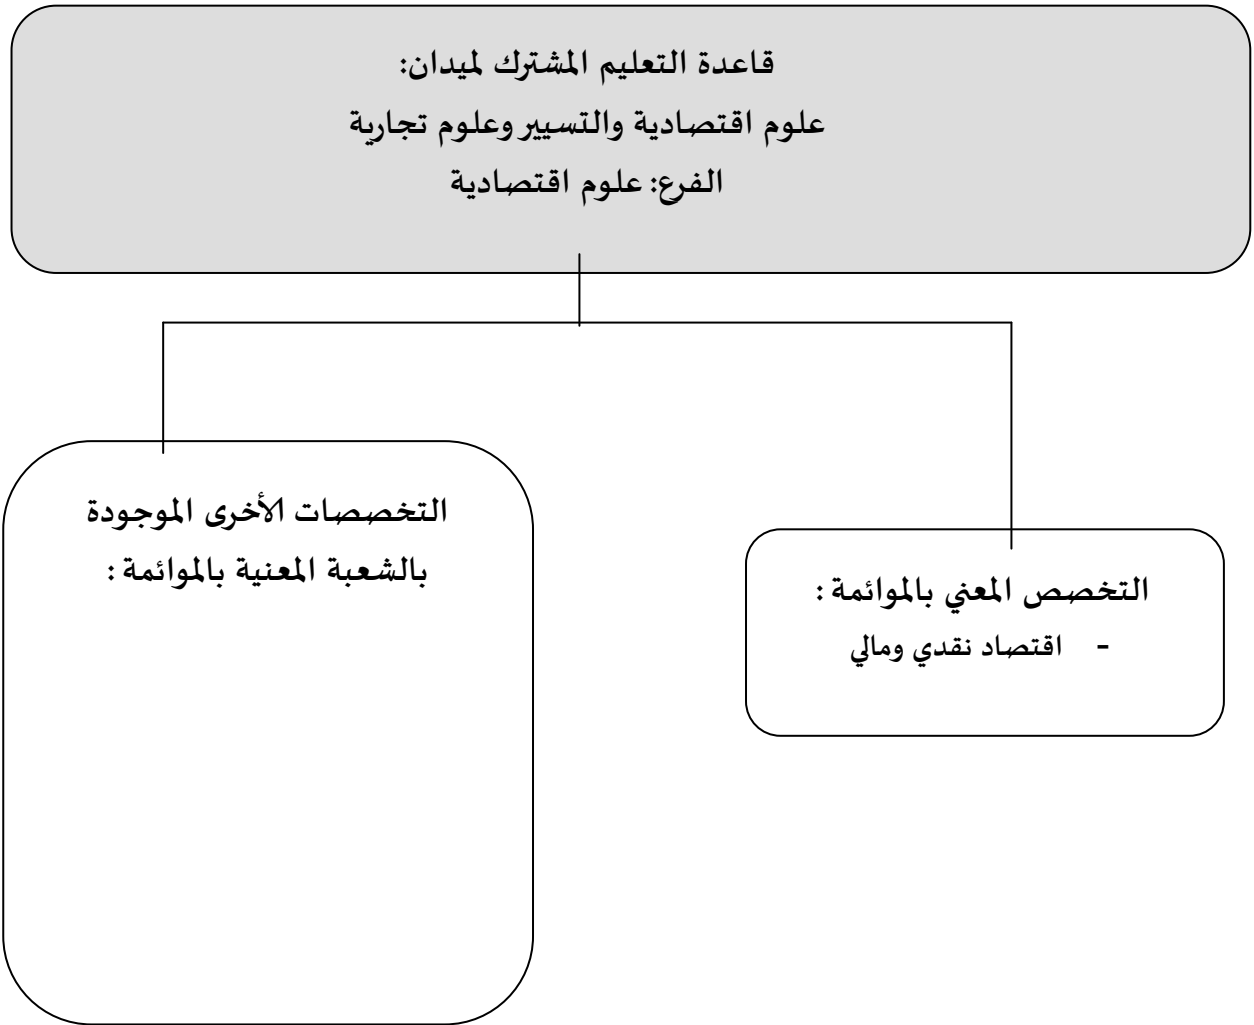 قاعدة التعليم المشترك لميدان:
علوم اقتصادية والتسيير وعلوم تجارية
الفرع: علوم اقتصادية
التخصص المعني بالموائمة :
- اقتصاد نقدي ومالي
التخصصات الأخرى الموجودة
بالشعبة المعنية بالموائمة :